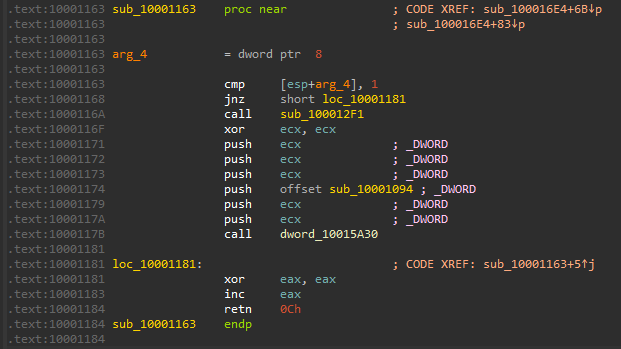 .text:10001163 sub_10001163 proc near ; CODE XREF: sub_100016E4+6B↓p
.text:10001163 ; sub_100016E4+83↓p
.text:10001163
.text:10001163 arg_4 = dword ptr 8
.text:10001163
.text:10001163 cmp [esp+arg_4], 1
.text:10001168 jnz short loc_10001181
.text:1000116A call sub_100012F1
.text:1000116F xor ecx, ecx
.text:10001171 push ecx ; _DWORD
.text:10001172 push ecx ; _DWORD
.text:10001173 push ecx ; _DWORD
.text:10001174 push offset sub_10001094 ; _DWORD
.text:10001179 push ecx ; _DWORD
.text:1000117A push ecx ; _DWORD
.text:1000117B call dword_10015A30
.text:10001181
.text:10001181 loc_10001181: ; CODE XREF: sub_10001163+5↑j
.text:10001181 xor eax, eax
.text:10001183 inc eax
.text:10001184 retn 0Ch
.text:10001184 sub_10001163 endp
.text:10001184